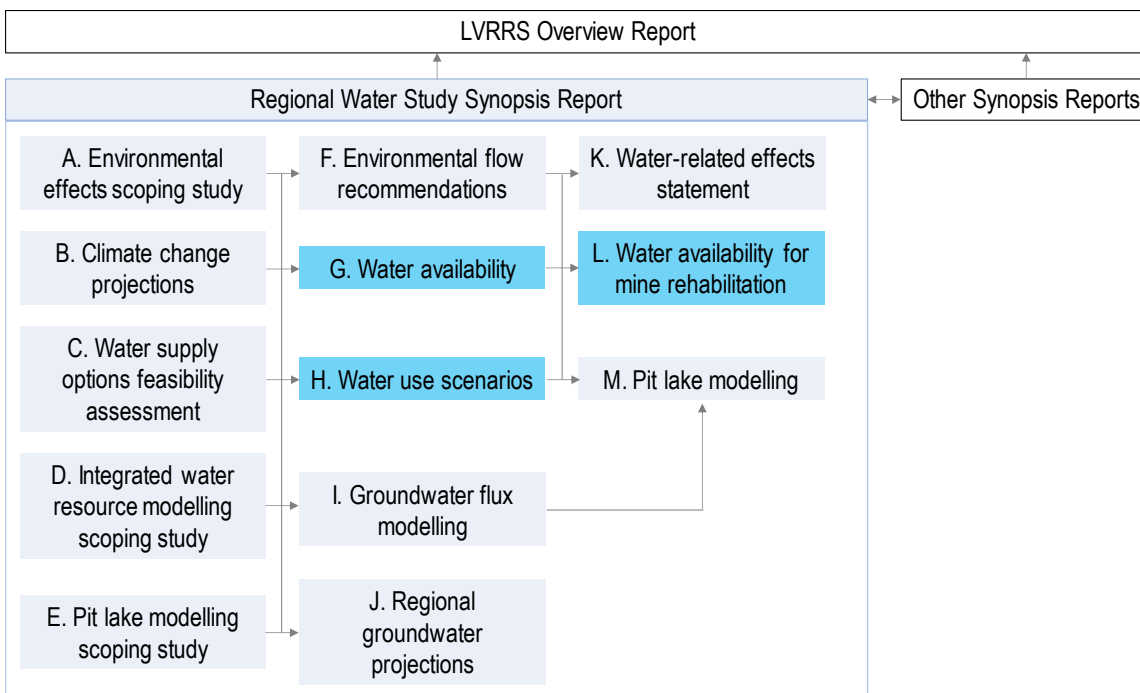 LVRRS Overview Report
Regional Water Study Synopsis Report
Other Synopsis Reports
A. Environmental
effects scoping study
F. Environmental flow
recommendations
K. Water-related effects
statement
B. Climate change
projections
G. Water availability
L. Water availability for
mine rehabilitation
C. Water supply
options feasibility
assessment
H. Water use scenarios
M. Pit lake modelling
D. Integrated water
resource modelling
scoping study
I. Groundwater flux
modelling
E. Pit lake modelling
scoping study
J. Regional
groundwater
projections